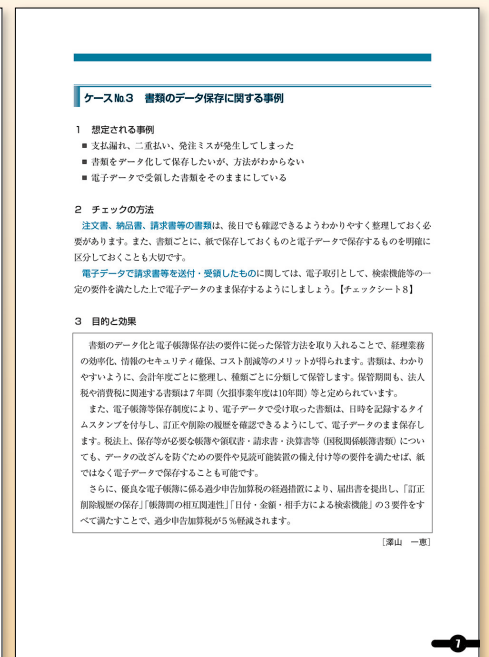 ケース№3 書類のデータ保存に関する事例
1 想定される事例
■ 支払漏れ、二重払い、発注ミスが発生してしまった
■ 書類をデータ化して保存したいが、方法がわからない
■ 電子データで受領した書類をそのままにしている
2 チェックの方法
注文書、納品書、請求書等の書類は、後日でも確認できるようわかりやすく整理しておく必
要があります。また、書類ごとに、紙で保存しておくものと電子データで保存するものを明確に
区分しておくことも大切です。
電子データで請求書等を送付・受領したものに関しては、電子取引として、検索機能等の一
定の要件を満たした上で電子データのまま保存するようにしましょう。【チェックシート8】
3 目的と効果
書類のデータ化と電子帳簿保存法の要件に従った保管方法を取り入れることで、経理業務
の効率化、情報のセキュリティ確保、コスト削減等のメリットが得られます。書類は、わかり
やすいように、会計年度ごとに整理し、種類ごとに分類して保管します。保管期間も、法人
税や消費税に関連する書類は7年間（欠損事業年度は10年間）等と定められています。
また、電子帳簿等保存制度により、電子データで受け取った書類は、日時を記録するタイ
ムスタンプを付与し、訂正や削除の履歴を確認できるようにして、データのまま保存し
ます。税法上、保存等が必要な帳簿や領収書・請求書・決算書等（国税関係帳簿書類）につい
ても、データの改ざんを防ぐための要件や見読可能装置の備え付け等の要件を満たせば、紙
ではなく電子データで保存することも可能です。
さらに、優良な電子帳簿に係る過少申告加算税の経過措置により、届出書を提出し、「訂正
削除履歴の保存」「帳簿間の相互関連性」「日付・金額・相手方による検索機能」の3要件をす
べて満たすことで、過少申告加算税が5％軽減されます。
［澤山 一恵］
7